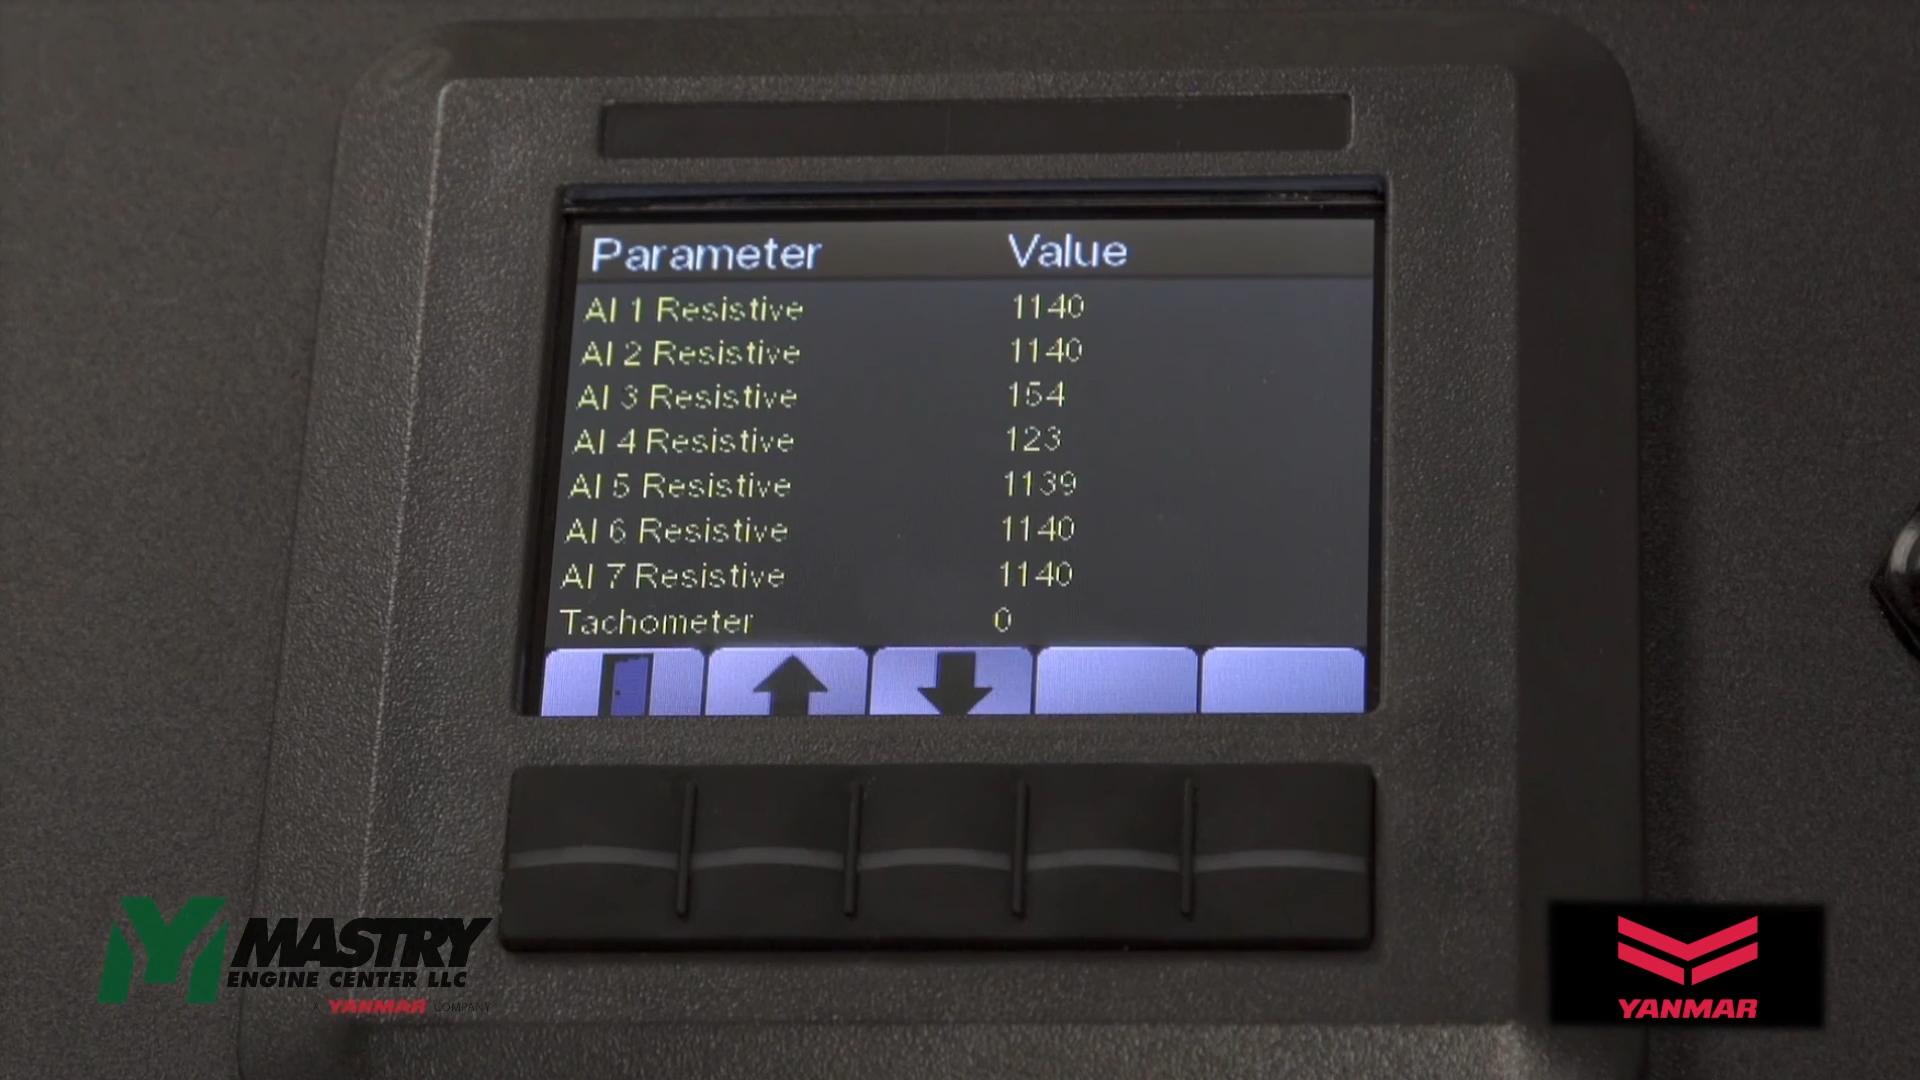 Parameter Value
AI 1 Resistive 1140
AI 2 Resistive 1140
AI 3 Resistive 154
AI 4 Resistive 123
AI 5 Resistive 1139
AI 6 Resistive 1140
AI 7 Resistive 1140
Tachometer 0
MASTRY
ENGINE CENTER LLC
A YANMAR COMPANY
YANMAR